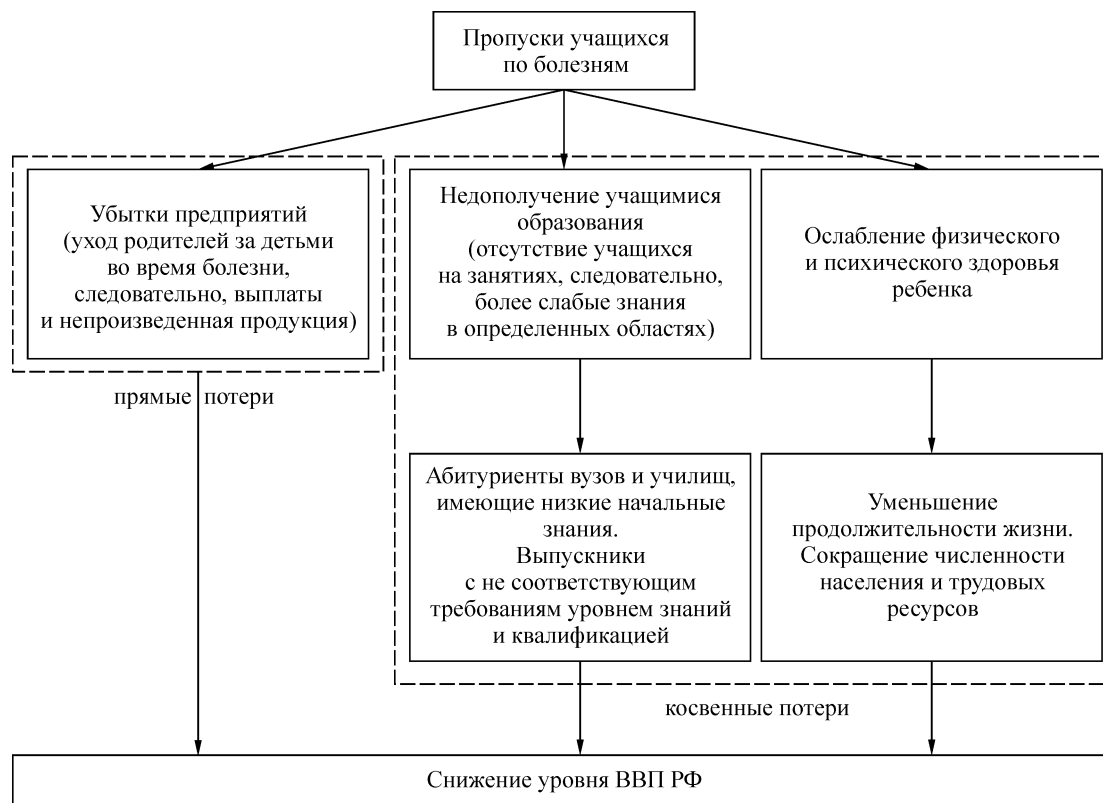 Пропуски учащихся
по болезням
Убытки предприятий
(уход родителей за детьми
во время болезни,
следовательно, выплаты
и непроизведенная продукция)
Недополучение учащимися
образования
(отсутствие учащихся
на занятиях, следовательно,
более слабые знания
в определенных областях)
Ослабление физического
и психического здоровья
ребенка
прямые потери
Абитуриенты вузов и училищ,
имеющие низкие начальные
знания.
Выпускники
с не соответствующим
требованиям уровнем знаний
и квалификацией
Уменьшение
продолжительности жизни.
Сокращение численности
населения и трудовых
ресурсов
косвенные потери
Снижение уровня ВВП РФ